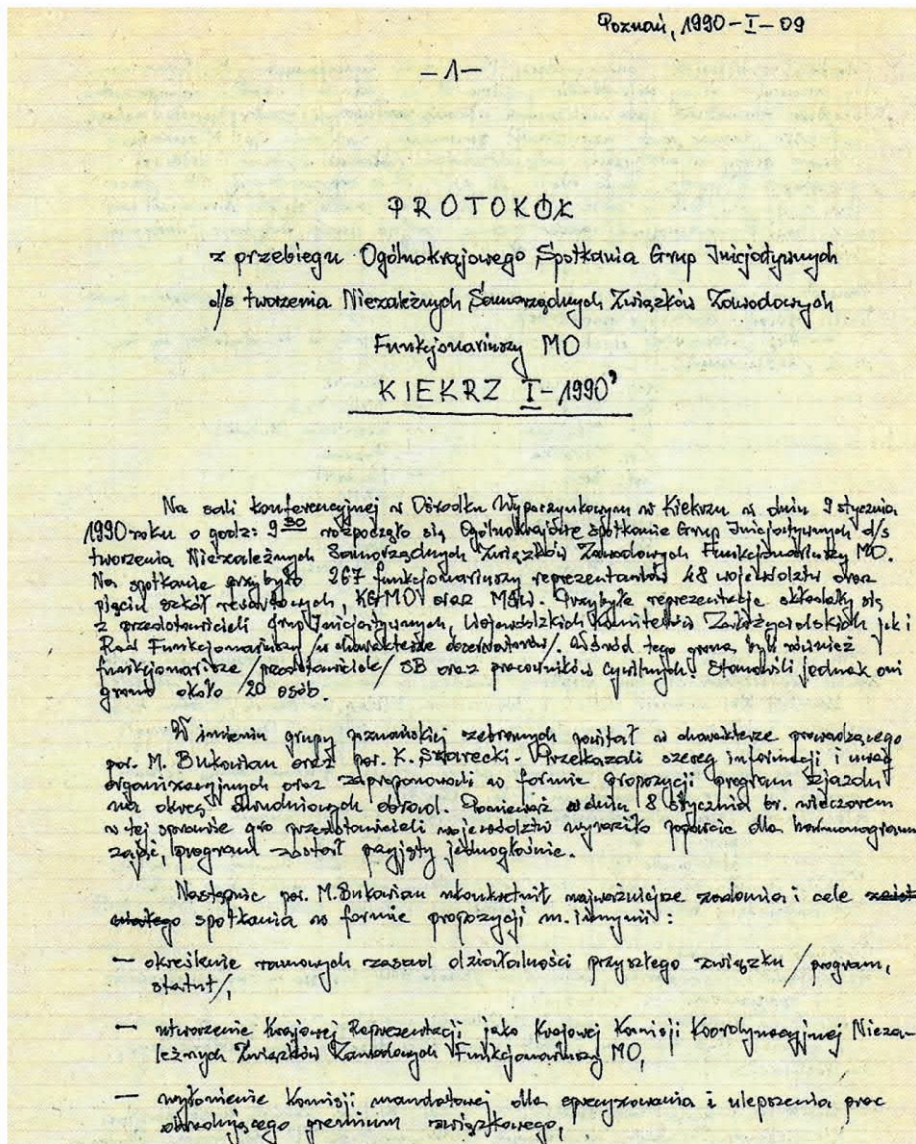 Poznań, 1990-I-09
-1-
PROTOKÓŁ
z przebiegu Ogólnokrajowego Spotkania Grup Inicjatywnych
d/s tworzenia Niezależnych Samorządnych Związków Zawodowych
Funkcjonariuszy MO
KIEKRZ I-1990'
Na sali konferencyjnej w Ośrodku Wypoczynkowym w Kiekrzu w dniu 9 stycznia
1990 roku o godz: 9 30 rozpoczęło się Ogólnokrajowe spotkanie Grup Inicjatywnych d/s
tworzenia Niezależnych Samorządnych Związków Zawodowych Funkcjonariuszy MO.
Na spotkanie przybyło 267 funkcjonariuszy reprezentantów 48 województw oraz
pięciu szkół resortowych, KGMO oraz MSW. Przybyłe reprezentacje składały się
z przedstawicieli Grup Inicjatywnych, Wojewódzkich Komitetów Założycielskich jak i
Rad Funkcjonariuszy /w charakterze obserwatorów/. Wśród tego grona byli również
funkcjonariusze /przedstawiciele/ SB oraz pracowników cywilnych. Stanowili jednak oni
grono około 20 osób.
W imieniu grupy poznańskiej zebranych powitał w charakterze prowadzącego
por. M. Bukowian oraz por. K. Starecki. Przekazali szereg informacji i uwag
organizacyjnych oraz zaproponowali w formie propozycji program zjazdu
na okres dwudniowych obrad. Ponieważ w dniu 8 stycznia br. wieczorem
w tej sprawie gro przedstawicieli województw wyraziło poparcie dla harmonogramu
zajęć, program został przyjęty jednogłośnie.
Następnie por. M. Bukowian ukonkretnił najważniejsze zadania i cele
spotkania w formie propozycji m.innymi:
- określenie ramowych zasad działalności przyszłego związku /program,
statut/,
- utworzenie Krajowej Reprezentacji jako Krajowej Komisji Koordynacyjnej Nieza-
leżnych Związków Zawodowych Funkcjonariuszy MO,
- wyłonienie Komisji mandatowej dla sprecyzowania i ulepszenia prac
obradującego gremium związkowego,